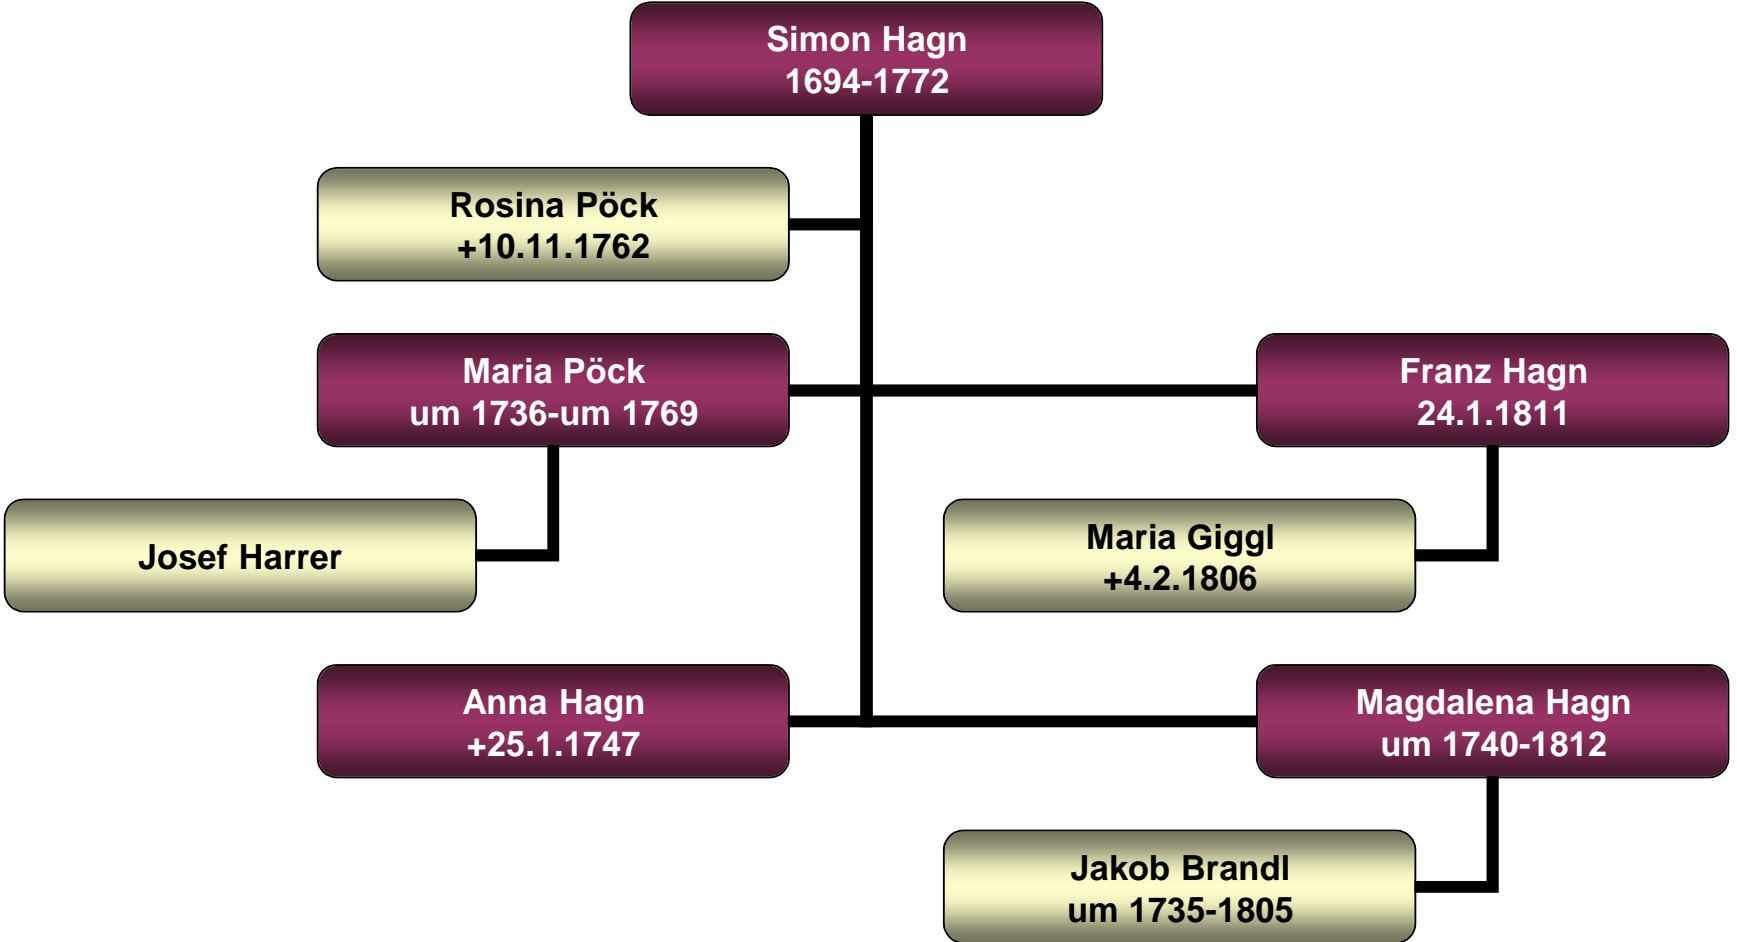 Simon Hagn
1694-1772
Rosina Pöck
+10.11.1762
Maria Pöck
um 1736-um 1769
Franz Hagn
24.1.1811
Josef Harrer
Maria Giggl
+4.2.1806
Anna Hagn
+25.1.1747
Magdalena Hagn
um 1740-1812
Jakob Brandl
um 1735-1805